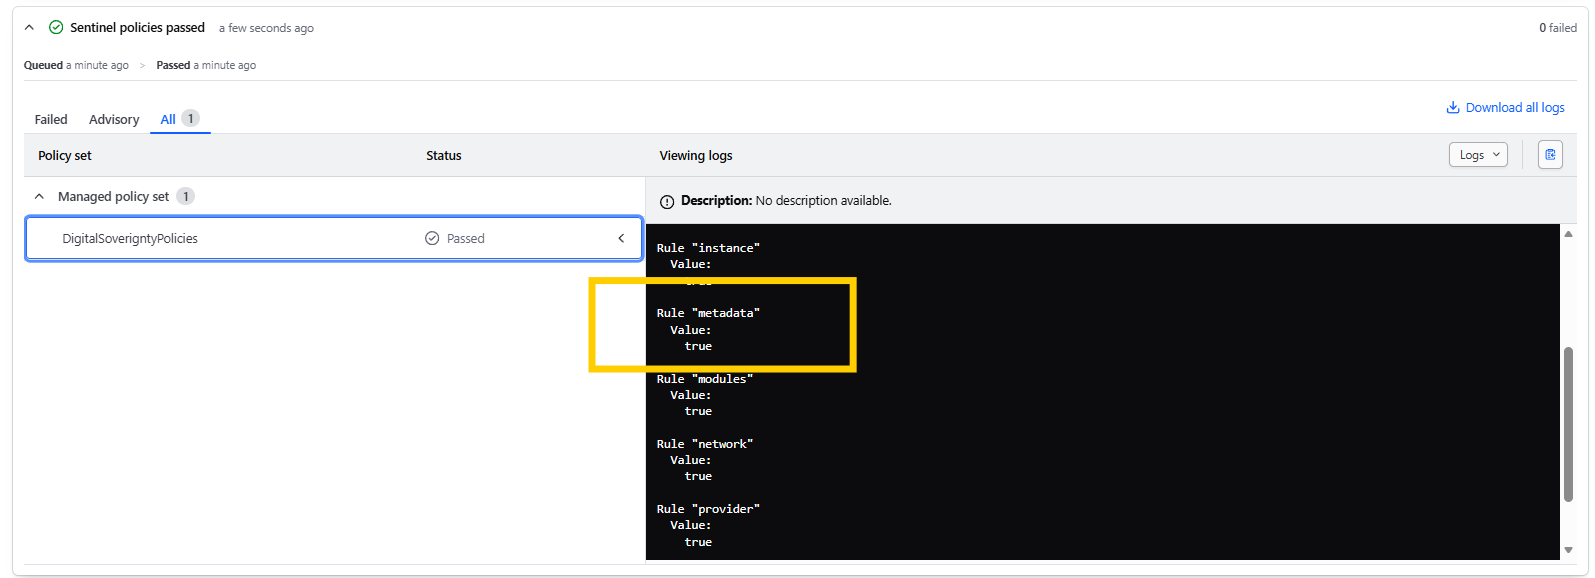 Sentinel policies passed a few seconds ago 0 failed
Queued a minute ago > Passed a minute ago
Download all logs
Failed Advisory All 1
Policy set Status Viewing logs Logs
Managed policy set 1
Description: No description available.
DigitalSoverigntyPolicies Passed
Rule "instance"
Value:
true
Rule "metadata"
Value:
true
Rule "modules"
Value:
true
Rule "network"
Value:
true
Rule "provider"
Value:
true